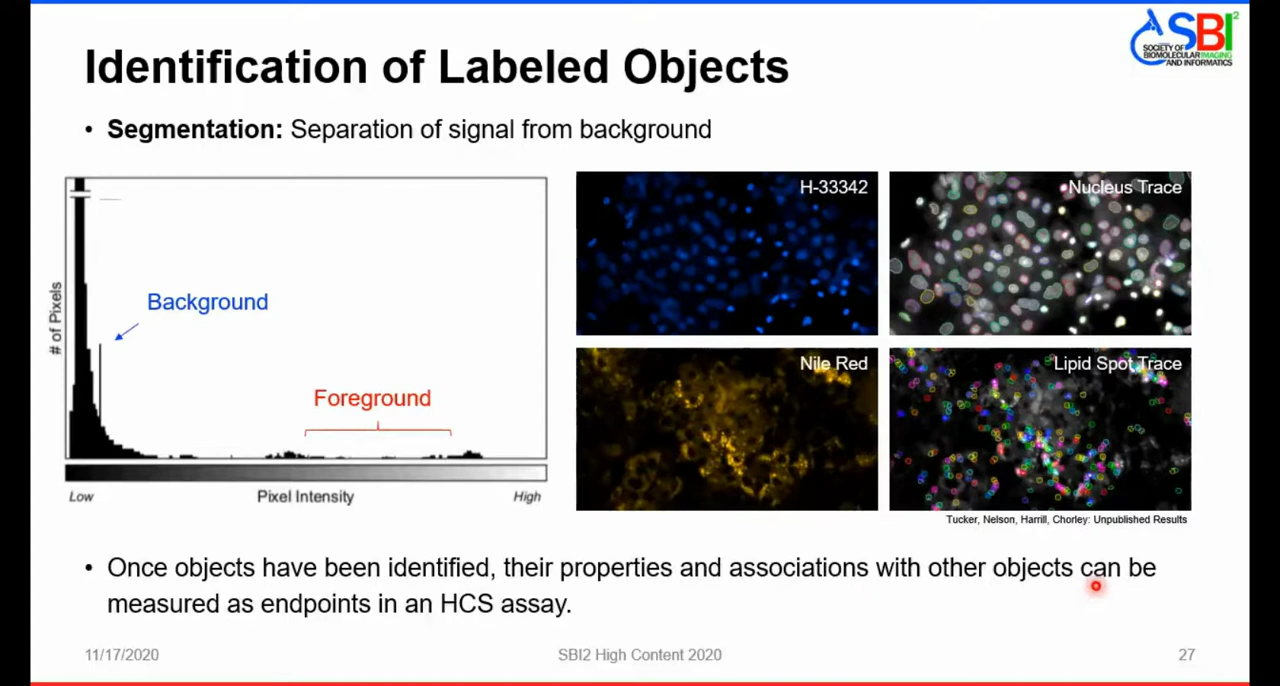 Identification of Labeled Objects
SBI2
SOCIETY OF
BIOMOLECULAR IMAGING
AND INFORMATICS
• Segmentation: Separation of signal from background
# of Pixels
Background
Foreground
Low
Pixel Intensity
High
H-33342
Nucleus Trace
Nile Red
Lipid Spot Trace
Tucker, Nelson, Harrill, Chorley: Unpublished Results
• Once objects have been identified, their properties and associations with other objects can be
measured as endpoints in an HCS assay.
11/17/2020
SBI2 High Content 2020
27